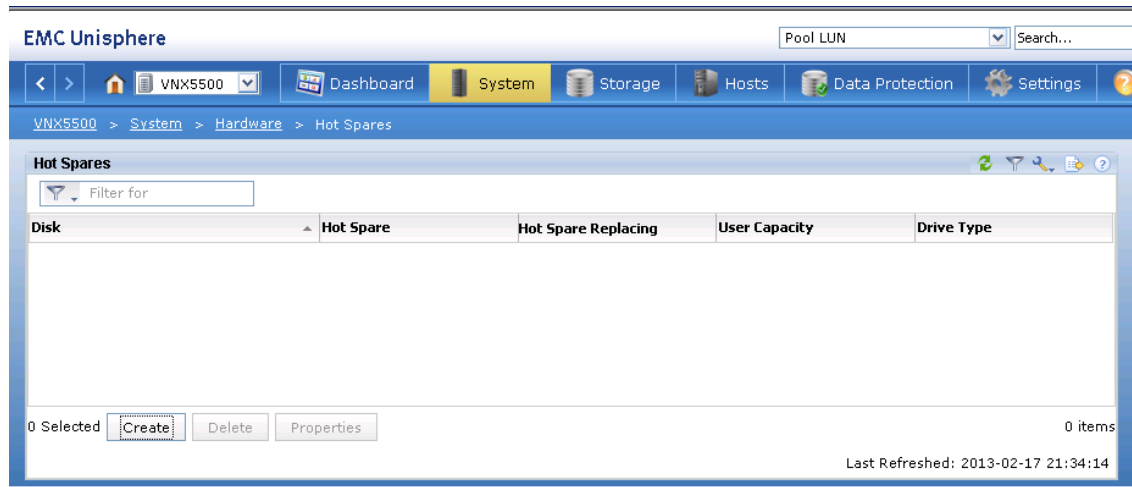 EMC Unisphere
Pool LUN Search...
VNX5500 Dashboard System Storage Hosts Data Protection Settings
VNX5500 > System > Hardware > Hot Spares
Hot Spares
Filter for
Disk Hot Spare Hot Spare Replacing User Capacity Drive Type
0 Selected Create Delete Properties 0 items
Last Refreshed: 2013-02-17 21:34:14